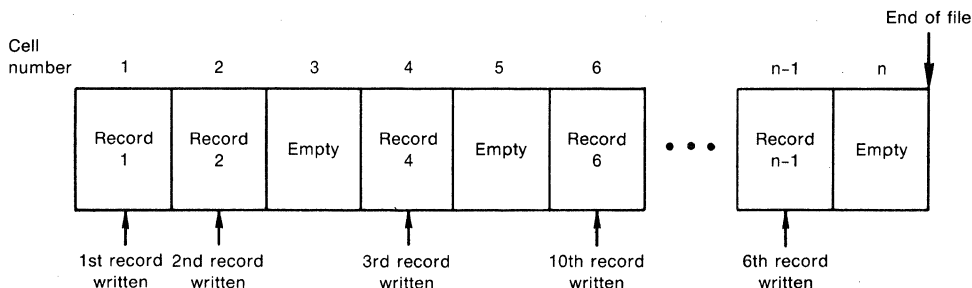 End of file
Cell
number 1 2 3 4 5 6 n-1 n
Record
1
Record
2
Empty
Record
4
Empty
Record
6
• • •
Record
n-1
Empty
1st record
written
2nd record
written
3rd record
written
10th record
written
6th record
written